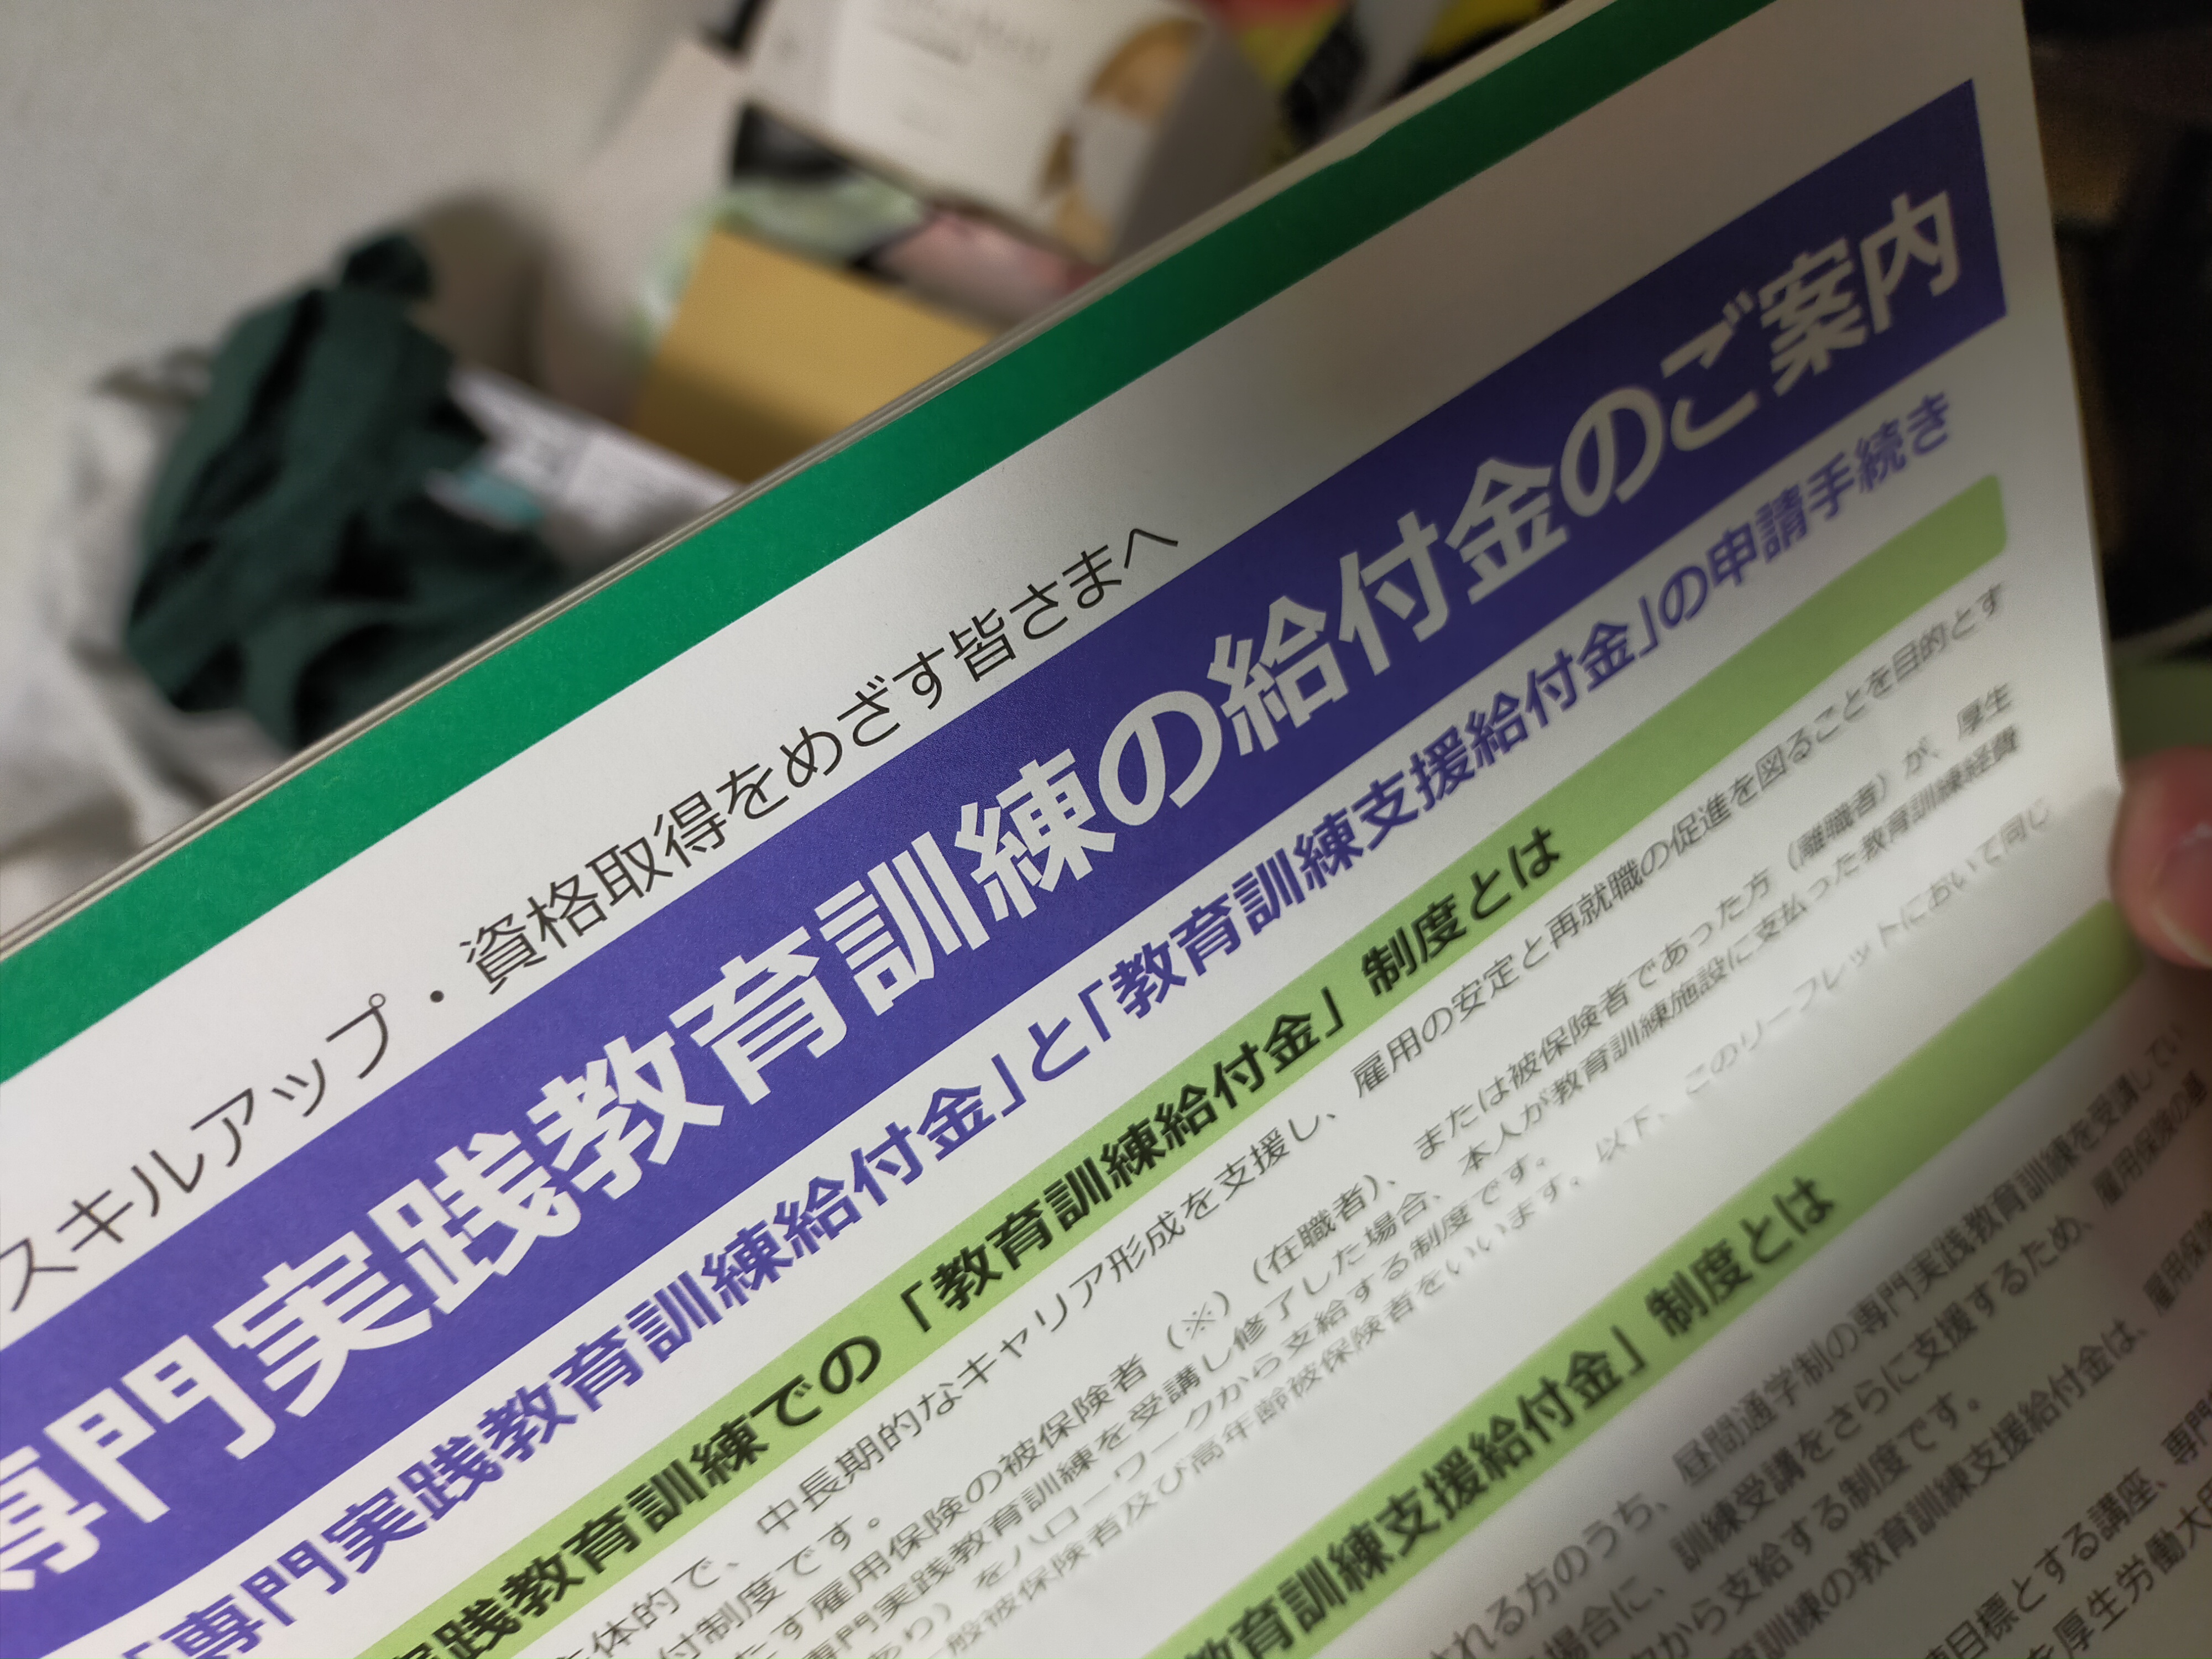 スキルアップ・資格取得をめざす皆さまへ
専門実践教育訓練の給付金のご案内
「専門実践教育訓練給付金」と「教育訓練支援給付金」の申請手続き
実践教育訓練での「教育訓練給付金」制度とは
主体的で、中長期的なキャリア形成を支援し、雇用の安定と再就職の促進を図ることを目的とす
付制度です。
たす雇用保険の被保険者（※）（在職者）、または被保険者であった方（離職者）が、厚生
専門実践教育訓練を受講し修了した場合、本人が教育訓練施設に支払った教育訓練経費
あり）をハローワークから支給する制度です。
般被保険者及び高年齢被保険者をいいます。以下、このリーフレットにおいて同じ
教育訓練支援給付金」制度とは
される方のうち、昼間通学制の専門実践教育訓練を受講してい
場合に、訓練受講をさらに支援するため、雇用保険の基
から支給する制度です。
育訓練の教育訓練支援給付金は、雇用保険
目標とする講座、専門
を厚生労働大